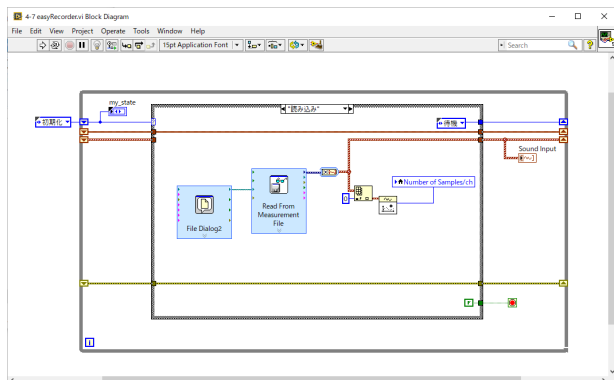 4-7 easyRecorder.vi Block Diagram
File Edit View Project Operate Tools Window Help
15pt Application Font
Search
my_state
初期化
"読み込み"
待機
Sound Input
Number of Samples/ch
0
File Dialog2
Read From
Measurement
File
F
i